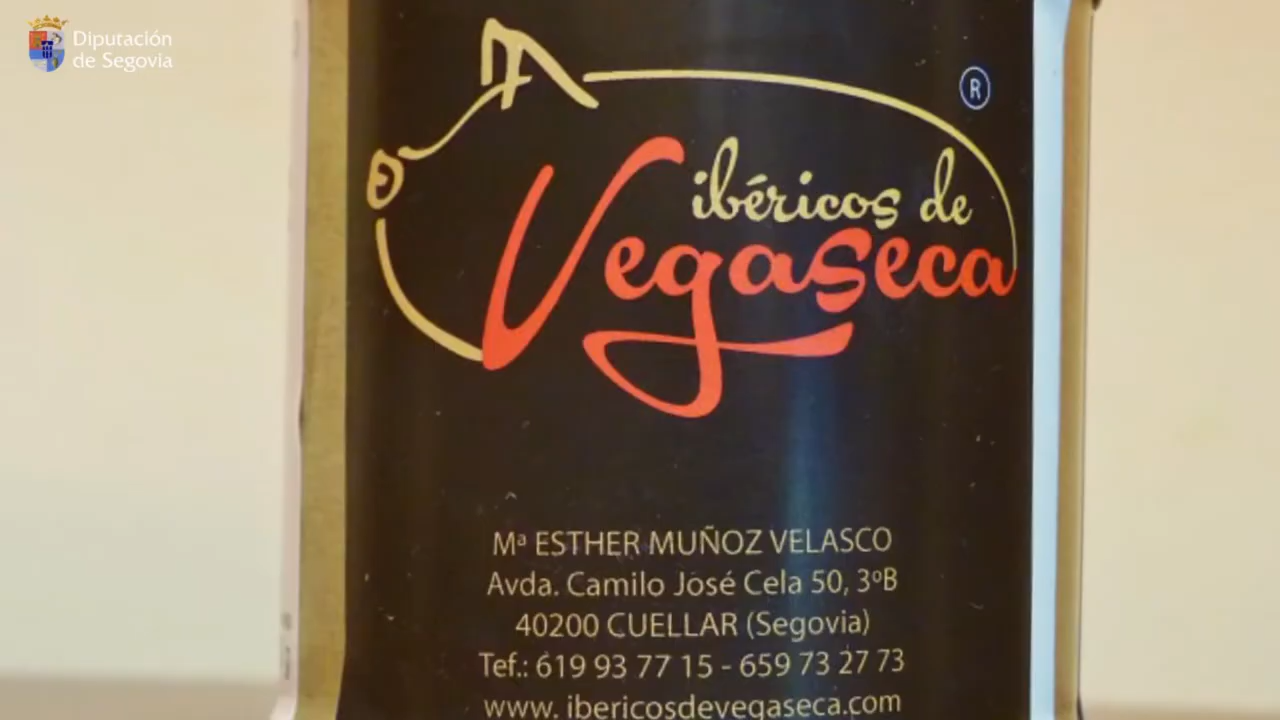 Diputación
de Segovia
®
ibéricos de
Vegaseca
Mª ESTHER MUÑOZ VELASCO
Avda. Camilo José Cela 50, 3ºB
40200 CUELLAR (Segovia)
Tef.: 619 93 77 15 - 659 73 27 73
www. ibericosdevegaseca.com